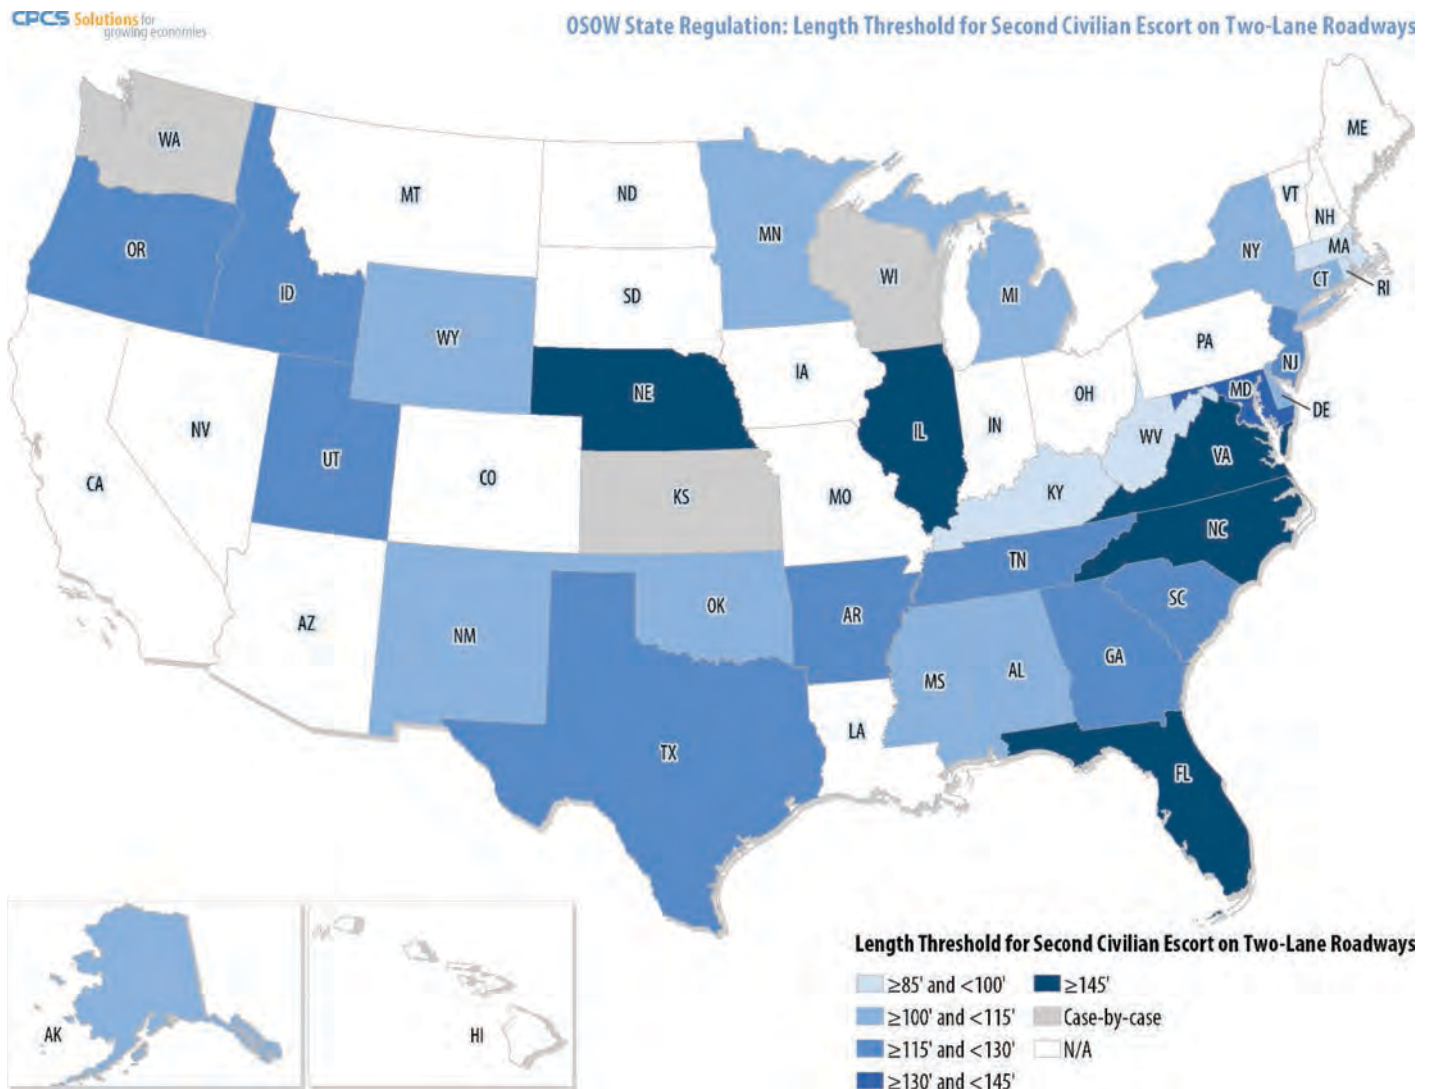 CPCS Solutions for
growing economies
OSOW State Regulation: Length Threshold for Second Civilian Escort on Two-Lane Roadways
ME
WA
VT
MT
ND
NH
MN
MA
OR
NY
WI
CT
RI
ID
SD
MI
WY
PA
NJ
IA
NE
OH
MD
DE
NV
IN
IL
WV
UT
VA
CO
CA
KS
KY
MO
NC
TN
SC
AZ
OK
AR
NM
GA
AL
MS
LA
TX
FL
AK
HI
Length Threshold for Second Civilian Escort on Two-Lane Roadways
≥85' and <100'
≥100' and <115'
≥115' and <130'
≥130' and <145'
≥145'
Case-by-case
N/A